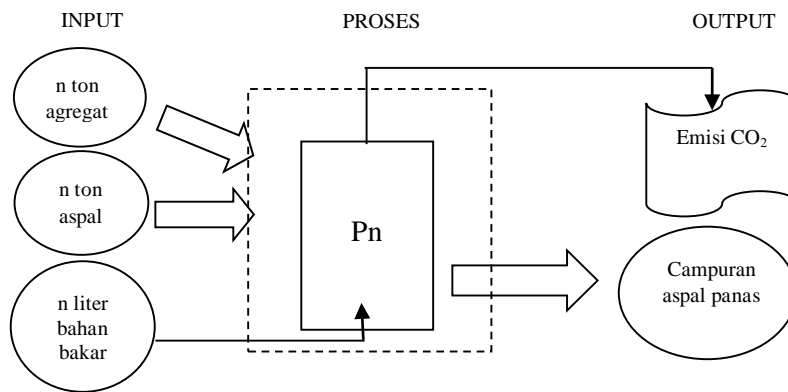 INPUT
PROSES
OUTPUT
n ton
agregat
n ton
aspal
n liter
bahan
bakar
Pn
Emisi CO₂
Campuran
aspal panas